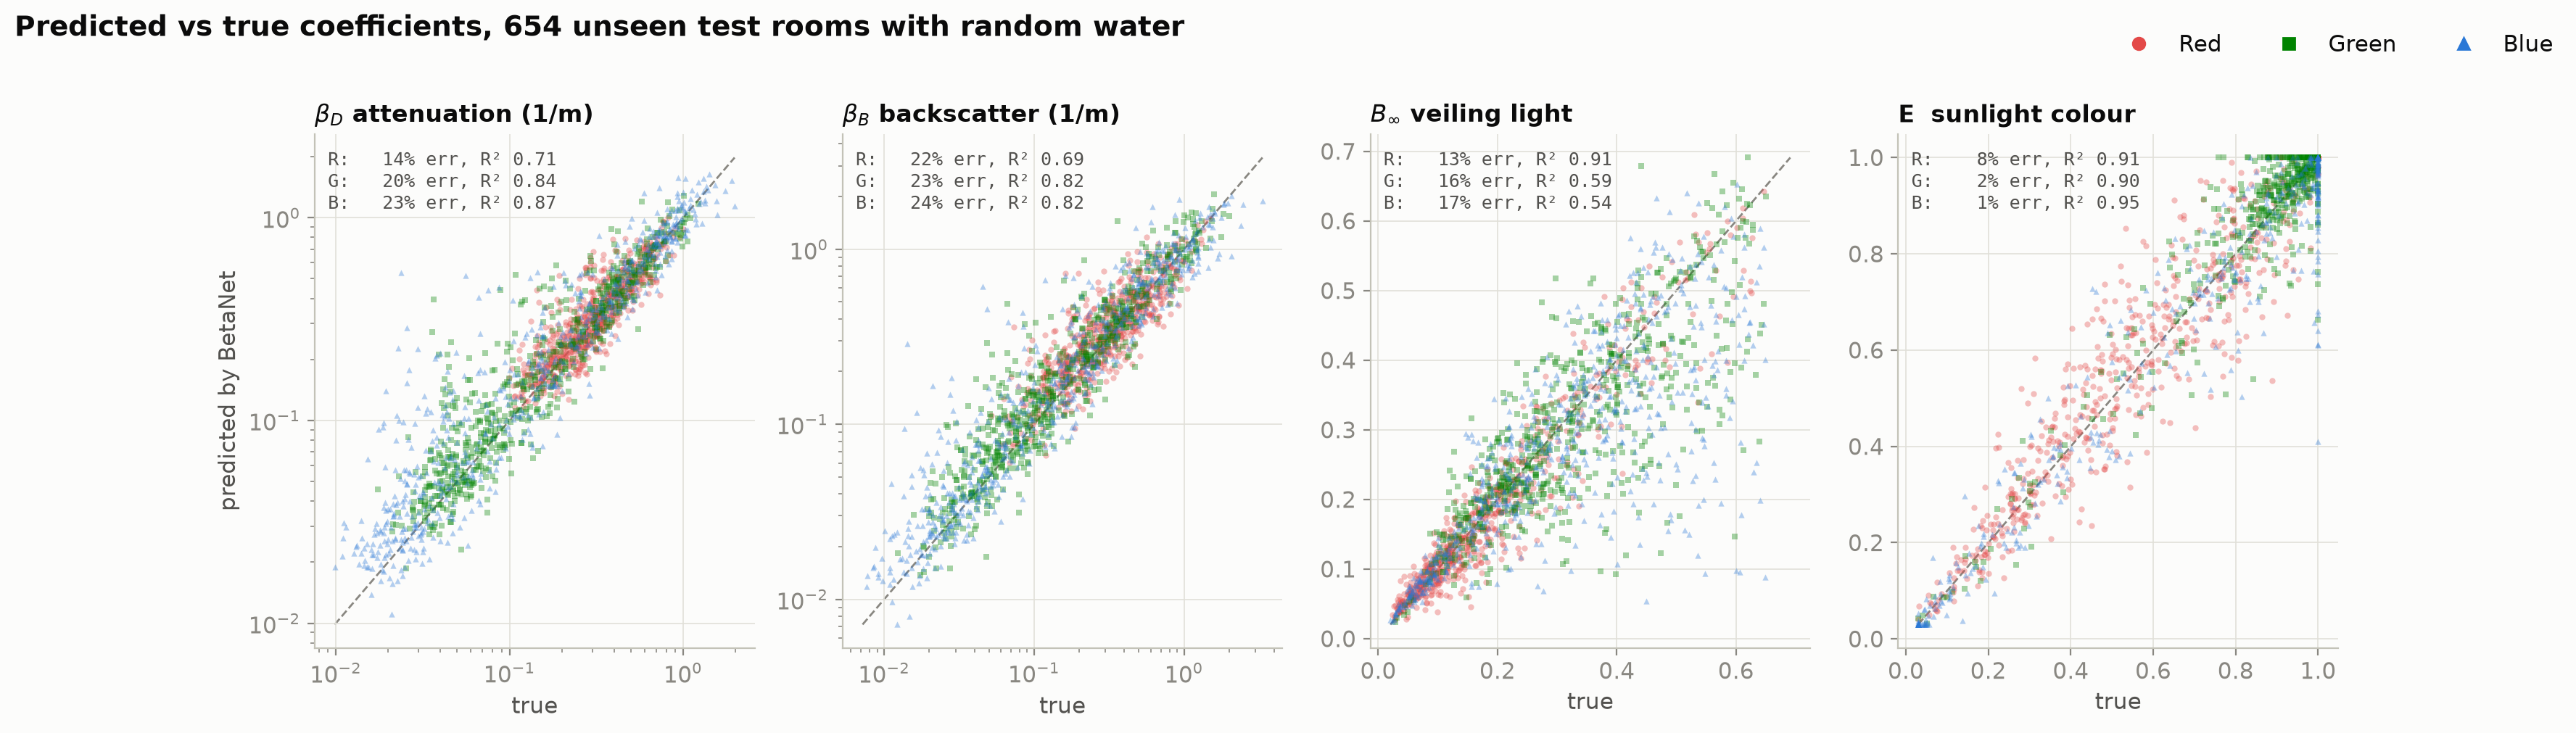 Predicted vs true coefficients, 654 unseen test rooms with random water
Red
Green
Blue
β_D attenuation (1/m)
R: 14% err, R² 0.71
G: 20% err, R² 0.84
B: 23% err, R² 0.87
10⁰
10⁻¹
10⁻²
predicted by BetaNet
10⁻²
10⁻¹
10⁰
true
β_B backscatter (1/m)
R: 22% err, R² 0.69
G: 23% err, R² 0.82
B: 24% err, R² 0.82
10⁰
10⁻¹
10⁻²
10⁻²
10⁻¹
10⁰
true
B_∞ veiling light
R: 13% err, R² 0.91
G: 16% err, R² 0.59
B: 17% err, R² 0.54
0.7
0.6
0.5
0.4
0.3
0.2
0.1
0.0
0.0
0.2
0.4
0.6
true
E sunlight colour
R: 8% err, R² 0.91
G: 2% err, R² 0.90
B: 1% err, R² 0.95
1.0
0.8
0.6
0.4
0.2
0.0
0.0
0.2
0.4
0.6
0.8
1.0
true